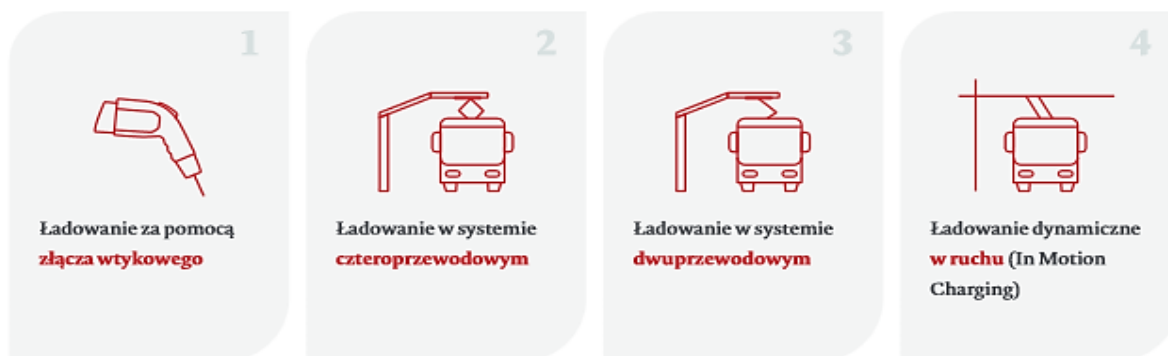 1
Ładowanie za pomocą
złącza wtykowego
2
Ładowanie w systemie
czteroprzewodowym
3
Ładowanie w systemie
dwuprzewodowym
4
Ładowanie dynamiczne
w ruchu (In Motion
Charging)